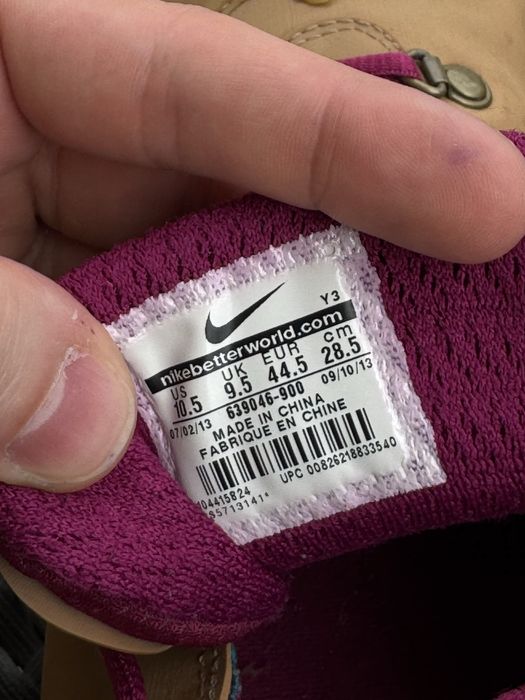 Y3
nikebetterworld.com
US UK EUR cm
10.5 9.5 44.5 28.5
07/02/13 639046-900 09/10/13
MADE IN CHINA
FABRIQUE EN CHINE
UPC 00826218833540